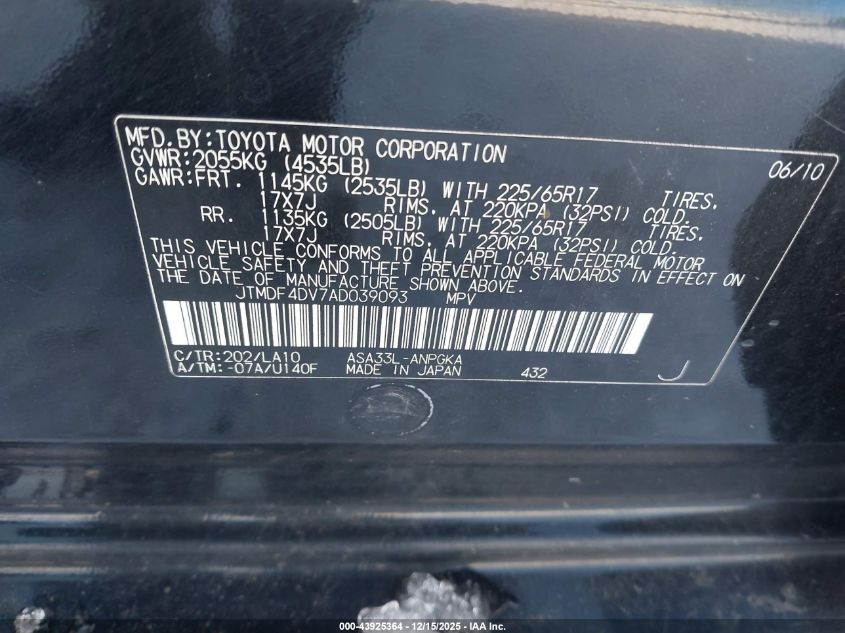 MFD.BY:TOYOTA MOTOR CORPORATION 06/10
GVWR:2055KG (4535LB)
GAWR:FRT. 1145KG (2535LB) WITH 225/65R17 TIRES,
17X7J RIMS, AT 220KPA (32PSI) COLD.
RR. 1135KG (2505LB) WITH 225/65R17 TIRES,
17X7J RIMS, AT 220KPA (32PSI) COLD.
THIS VEHICLE CONFORMS TO ALL APPLICABLE FEDERAL MOTOR
VEHICLE SAFETY AND THEFT PREVENTION STANDARDS IN EFFECT ON
THE DATE OF MANUFACTURE SHOWN ABOVE.
JTMDF4DV7AD039093 MPV
C/TR:202/LA10 ASA33L-ANPGKA
A/TM:-07A/U140F MADE IN JAPAN 432 J
000-43925364 - 12/15/2025 - IAA Inc.